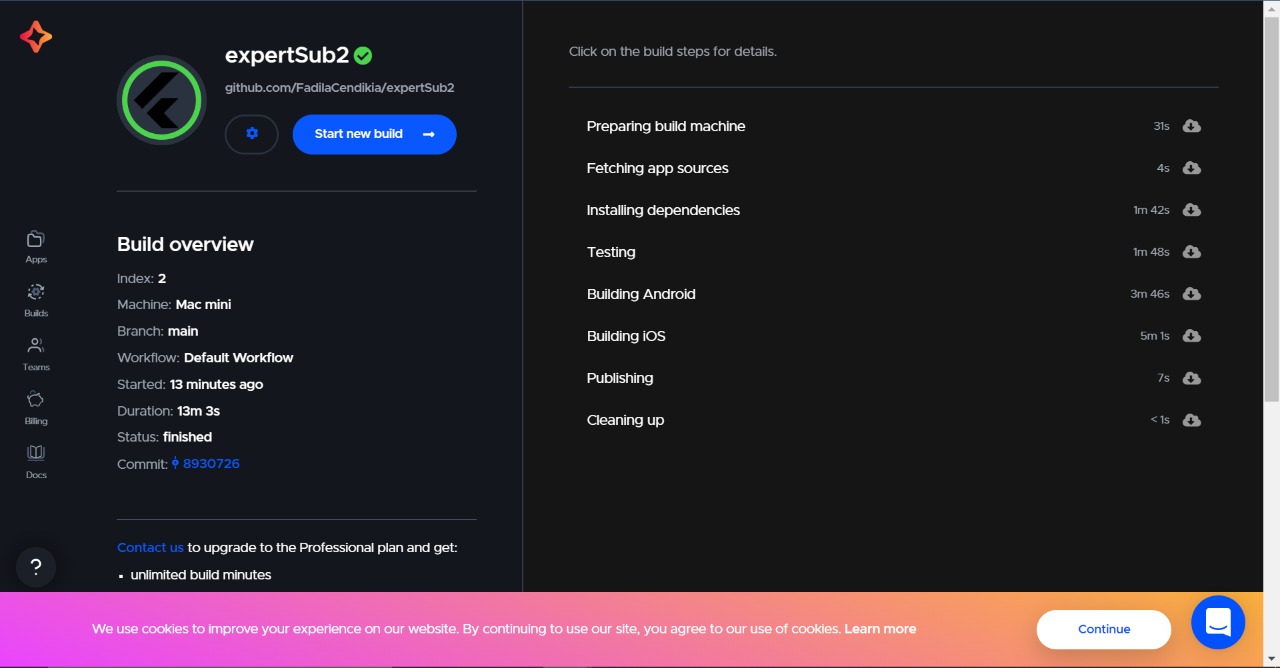 expertSub2
github.com/FadilaCendikia/expertSub2
Start new build
Apps
Builds
Teams
Billing
Docs
?
Build overview
Index: 2
Machine: Mac mini
Branch: main
Workflow: Default Workflow
Started: 13 minutes ago
Duration: 13m 3s
Status: finished
Commit: 8930726
Contact us to upgrade to the Professional plan and get:
▪ unlimited build minutes
Click on the build steps for details.
Preparing build machine 31s
Fetching app sources 4s
Installing dependencies 1m 42s
Testing 1m 48s
Building Android 3m 46s
Building iOS 5m 1s
Publishing 7s
Cleaning up < 1s
We use cookies to improve your experience on our website. By continuing to use our site, you agree to our use of cookies. Learn more
Continue